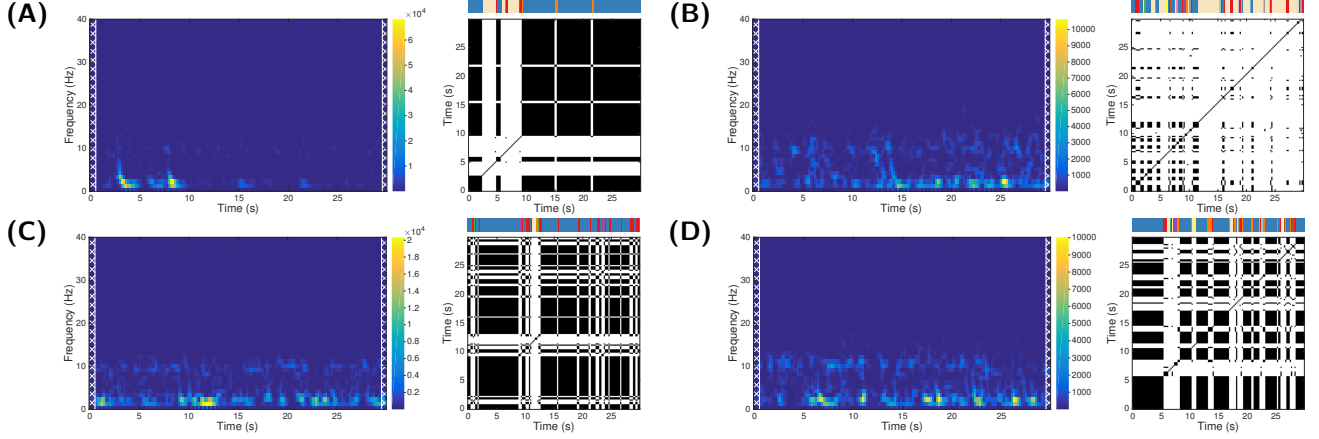 (A)
×10⁴
40
30
20
10
0
Frequency (Hz)
0 5 10 15 20 25
Time (s)
6
5
4
3
2
1
25
20
15
10
5
0
Time (s)
0 10 20
Time (s)
(B)
40
30
20
10
0
Frequency (Hz)
0 5 10 15 20 25
Time (s)
10000
9000
8000
7000
6000
5000
4000
3000
2000
1000
25
20
15
10
5
0
Time (s)
0 5 10 15 20 25
Time (s)
(C)
×10⁴
40
30
20
10
0
Frequency (Hz)
0 5 10 15 20 25
Time (s)
2
1.8
1.6
1.4
1.2
1
0.8
0.6
0.4
0.2
25
20
15
10
5
0
Time (s)
0 10 20
Time (s)
(D)
40
30
20
10
0
Frequency (Hz)
0 5 10 15 20 25
Time (s)
10000
9000
8000
7000
6000
5000
4000
3000
2000
1000
25
20
15
10
5
0
Time (s)
0 5 10 15 20 25
Time (s)